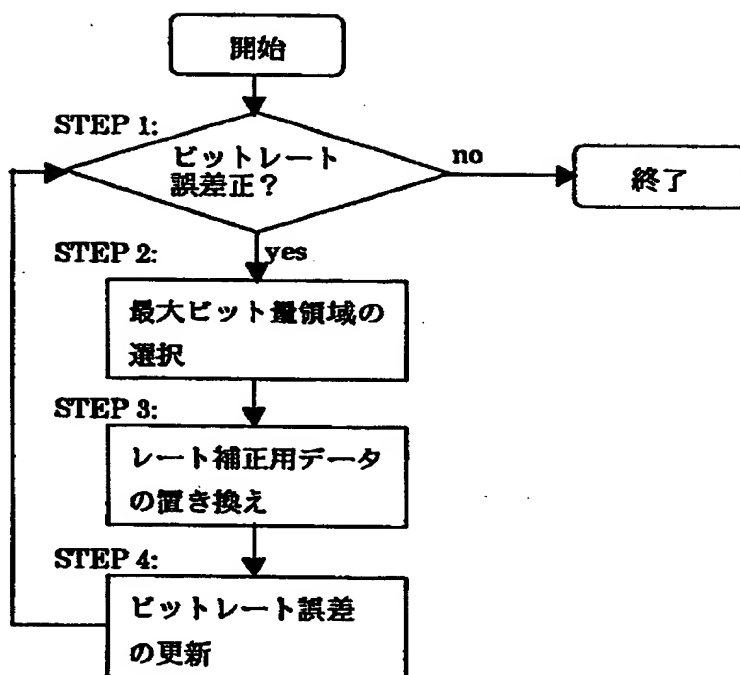 開始
STEP 1:
ビットレート
誤差正？
no
終了
yes
STEP 2:
最大ビット量領域の
選択
STEP 3:
レート補正用データ
の置き換え
STEP 4:
ビットレート誤差
の更新